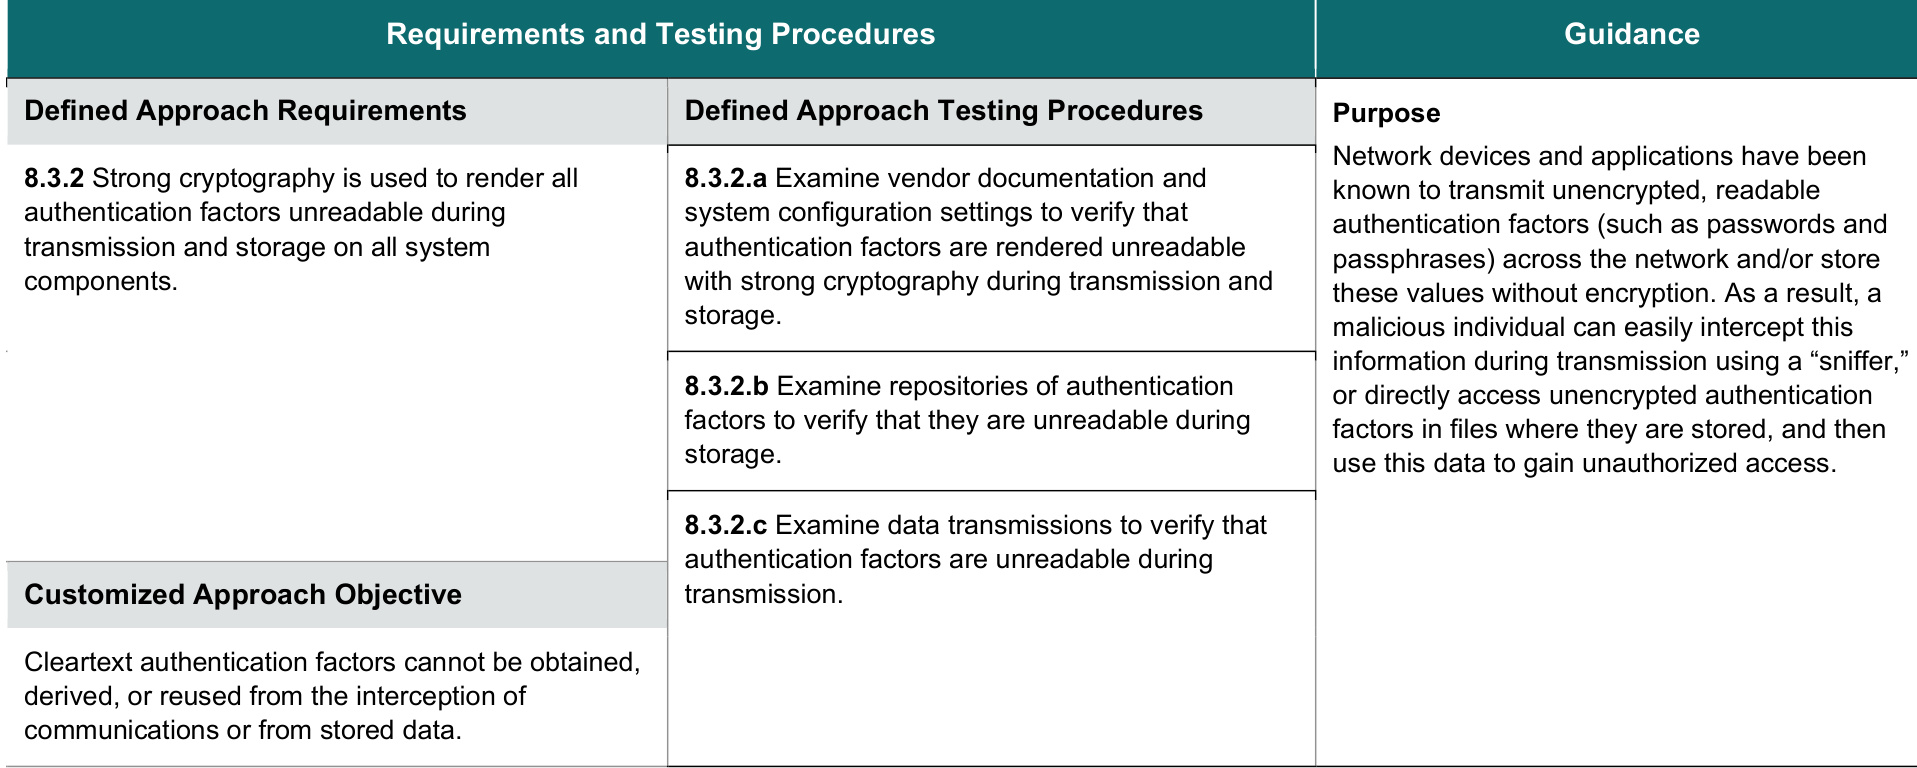 Requirements and Testing Procedures
Guidance
Defined Approach Requirements
8.3.2 Strong cryptography is used to render all
authentication factors unreadable during
transmission and storage on all system
components.
Customized Approach Objective
Cleartext authentication factors cannot be obtained,
derived, or reused from the interception of
communications or from stored data.
Defined Approach Testing Procedures
8.3.2.a Examine vendor documentation and
system configuration settings to verify that
authentication factors are rendered unreadable
with strong cryptography during transmission and
storage.
8.3.2.b Examine repositories of authentication
factors to verify that they are unreadable during
storage.
8.3.2.c Examine data transmissions to verify that
authentication factors are unreadable during
transmission.
Purpose
Network devices and applications have been
known to transmit unencrypted, readable
authentication factors (such as passwords and
passphrases) across the network and/or store
these values without encryption. As a result, a
malicious individual can easily intercept this
information during transmission using a “sniffer,”
or directly access unencrypted authentication
factors in files where they are stored, and then
use this data to gain unauthorized access.